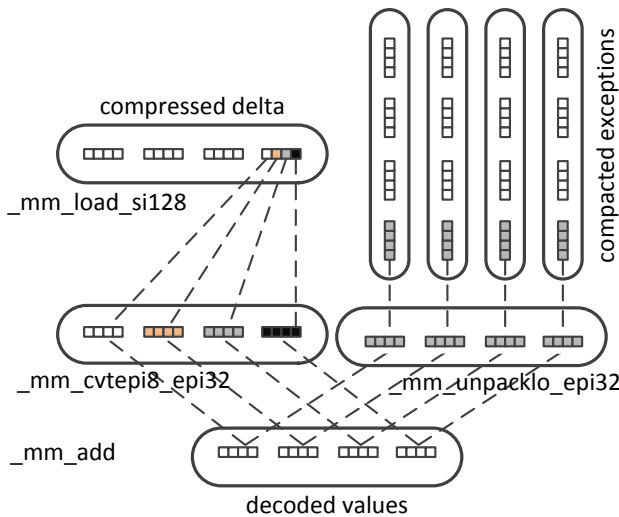 compressed delta
compacted exceptions
_mm_load_si128
_mm_cvtepi8_epi32
_mm_unpacklo_epi32
_mm_add
decoded values